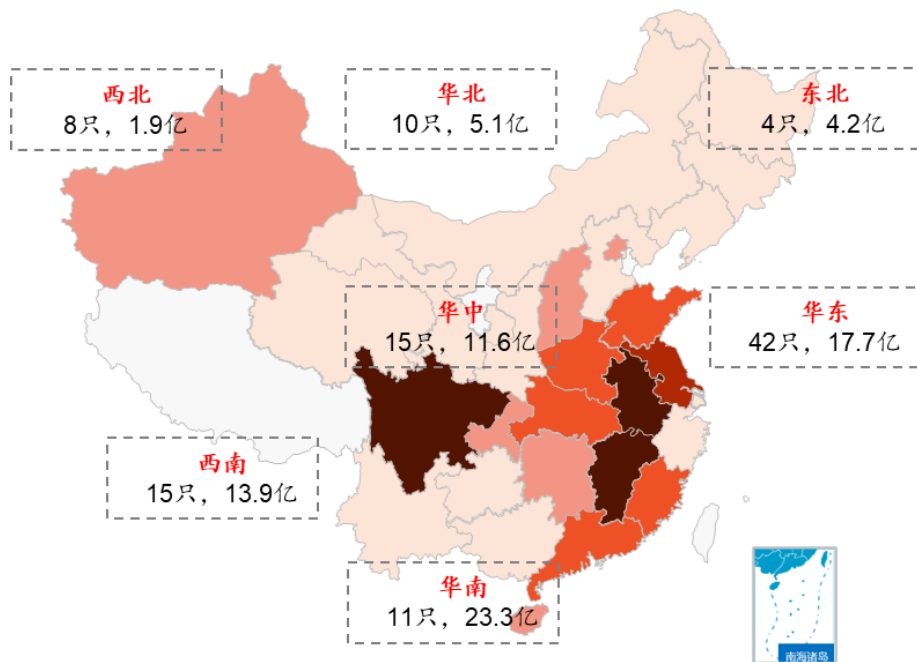 西北
8只，1.9亿
华北
10只，5.1亿
东北
4只，4.2亿
华中
15只，11.6亿
华东
42只，17.7亿
西南
15只，13.9亿
华南
11只，23.3亿
南海诸岛